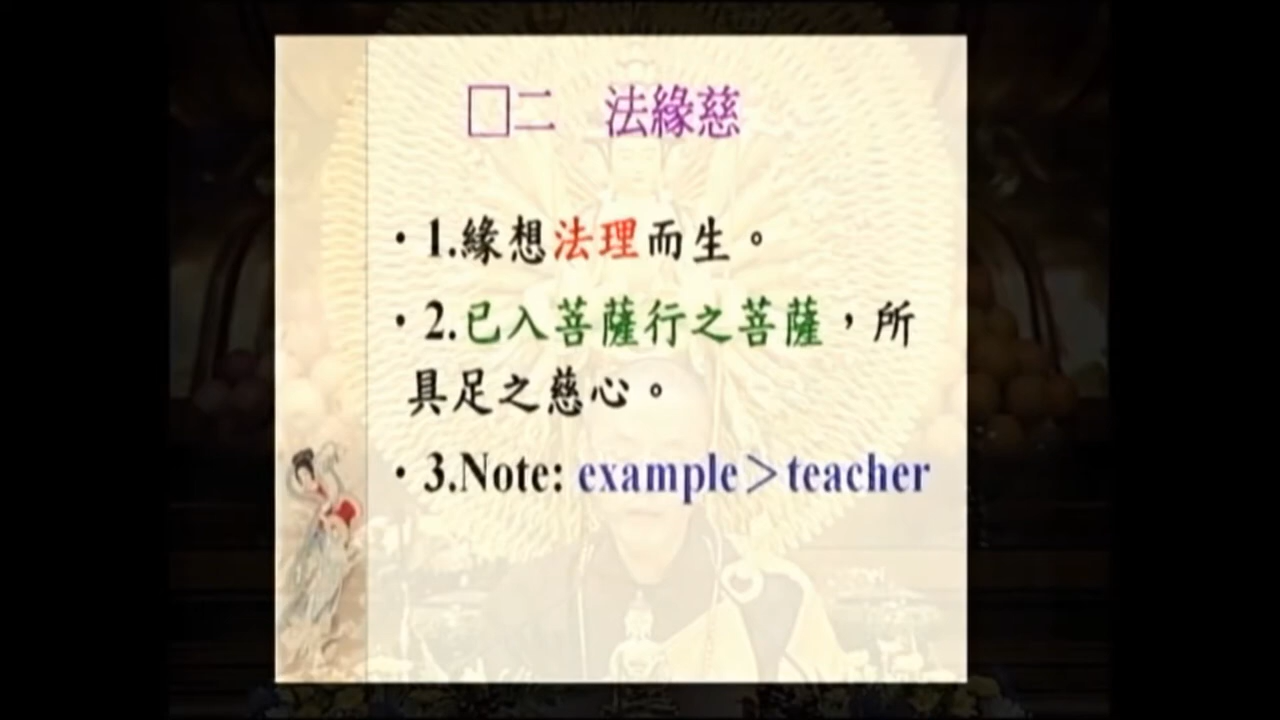 □二 法緣慈
・1.緣想法理而生。
・2.已入菩薩行之菩薩，所
具足之慈心。
・3.Note: example＞teacher